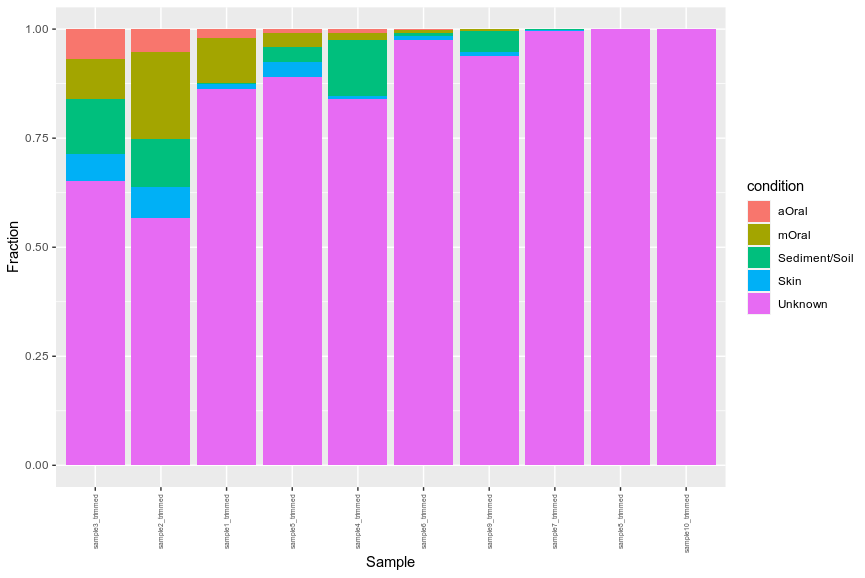 1.00
0.75
0.50
0.25
0.00
Fraction
sample3_trimmed
sample2_trimmed
sample1_trimmed
sample5_trimmed
sample4_trimmed
sample6_trimmed
sample9_trimmed
sample7_trimmed
sample8_trimmed
sample10_trimmed
Sample
condition
aOral
mOral
Sediment/Soil
Skin
Unknown